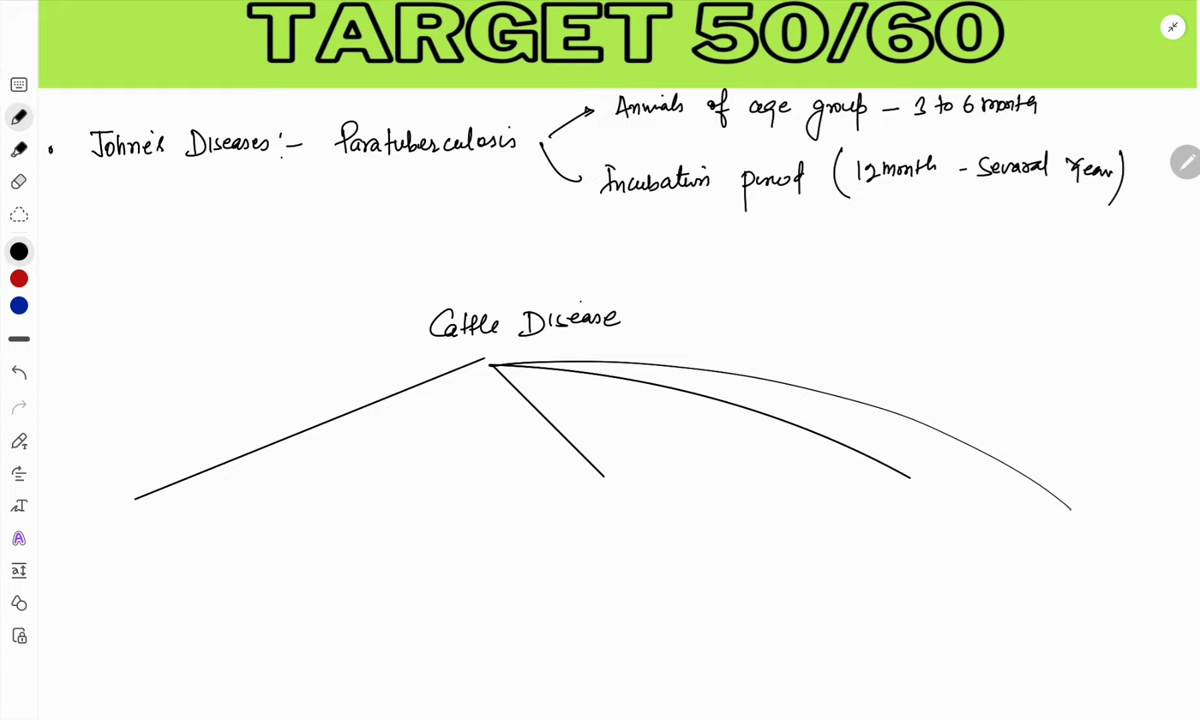 TARGET 50/60
Animals of age group – 3 to 6 month
• Johne's Diseases :- Paratuberculosis
Incubation period (12 month - Several Year)
Cattle Disease